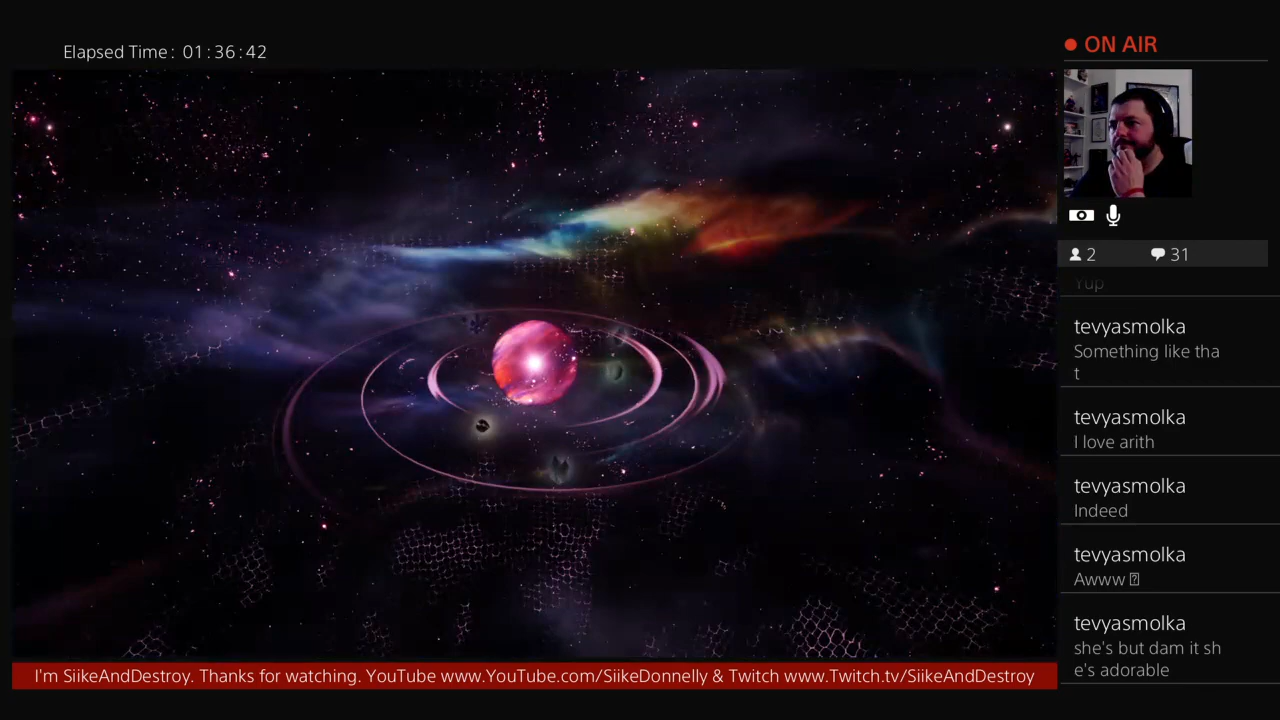 Elapsed Time: 01:36:42
ON AIR
2
31
Yup
tevyasmolka
Something like tha
t
tevyasmolka
I love arith
tevyasmolka
Indeed
tevyasmolka
Awww
tevyasmolka
she's but dam it sh
e's adorable
I'm SiikeAndDestroy. Thanks for watching. YouTube www.YouTube.com/SiikeDonnelly & Twitch www.Twitch.tv/SiikeAndDestroy